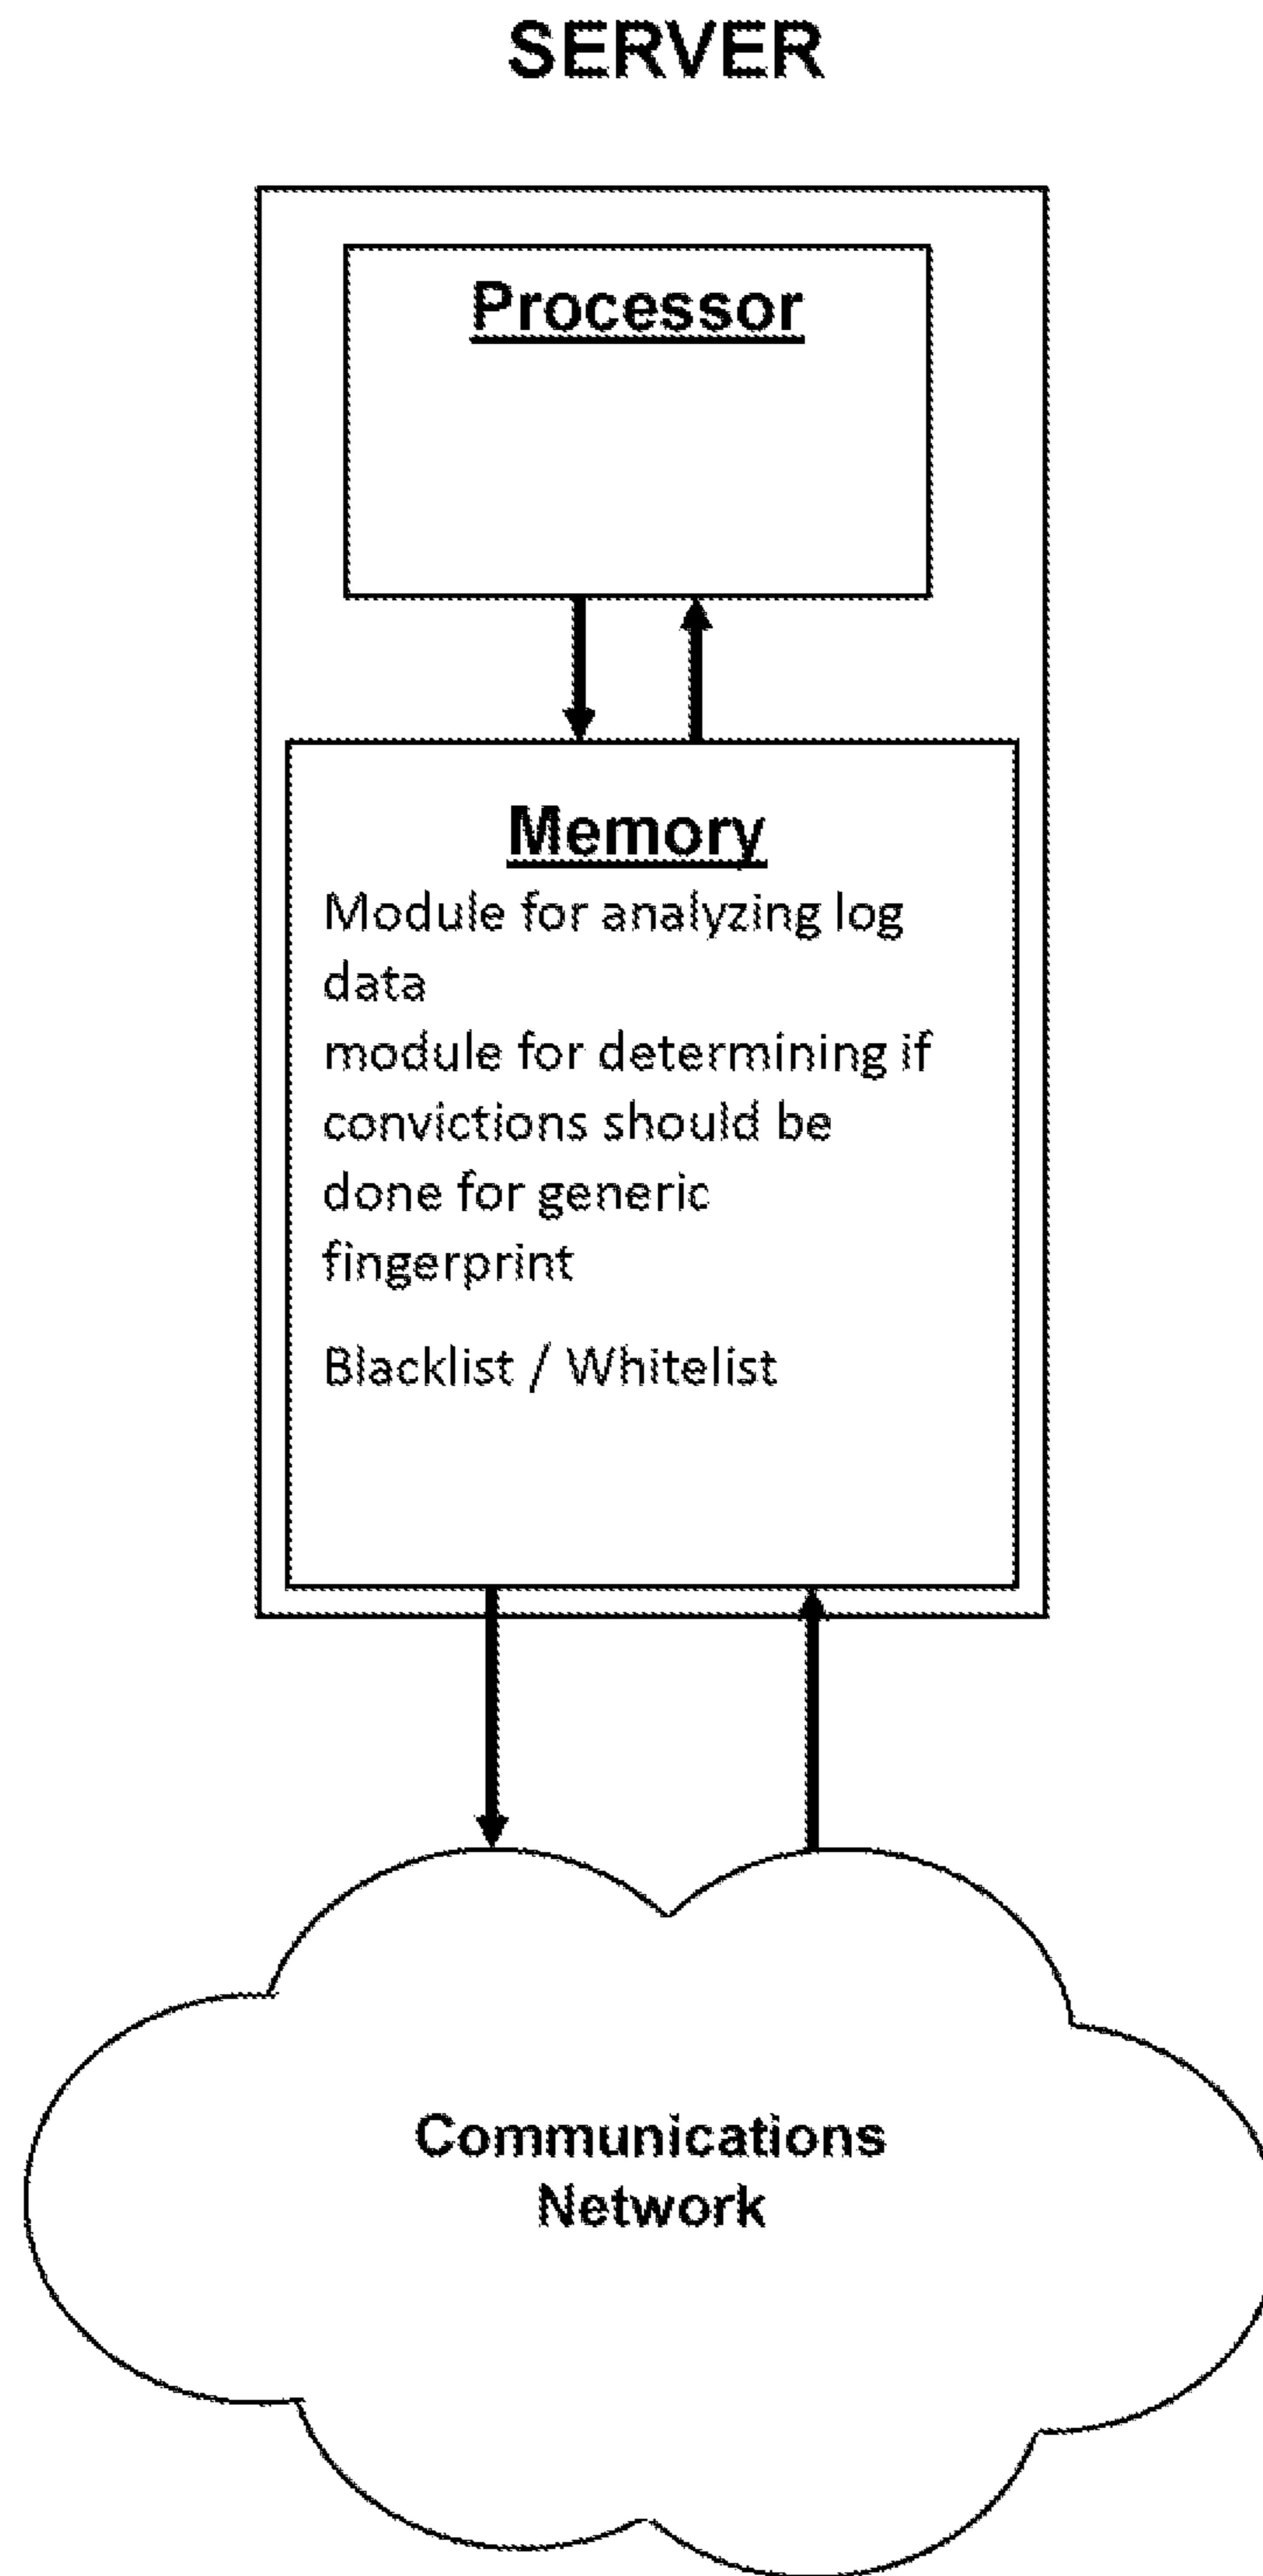 SERVER
Processor
Memory
Module for analyzing log
data
module for determining if
convictions should be
done for generic
fingerprint
Blacklist / Whitelist
Communications
Network